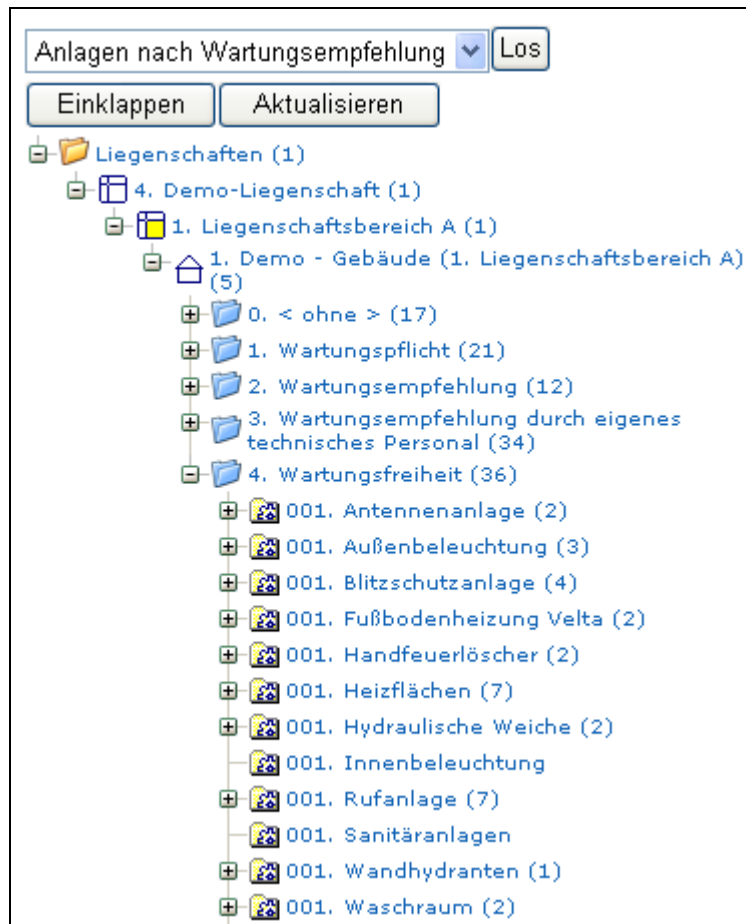 Anlagen nach Wartungsempfehlung Los
Einklappen Aktualisieren
Liegenschaften (1)
4. Demo-Liegenschaft (1)
1. Liegenschaftsbereich A (1)
1. Demo - Gebäude (1. Liegenschaftsbereich A)
(5)
0. < ohne > (17)
1. Wartungspflicht (21)
2. Wartungsempfehlung (12)
3. Wartungsempfehlung durch eigenes
technisches Personal (34)
4. Wartungsfreiheit (36)
001. Antennenanlage (2)
001. Außenbeleuchtung (3)
001. Blitzschutzanlage (4)
001. Fußbodenheizung Velta (2)
001. Handfeuerlöscher (2)
001. Heizflächen (7)
001. Hydraulische Weiche (2)
001. Innenbeleuchtung
001. Rufanlage (7)
001. Sanitäranlagen
001. Wandhydranten (1)
001. Waschraum (2)